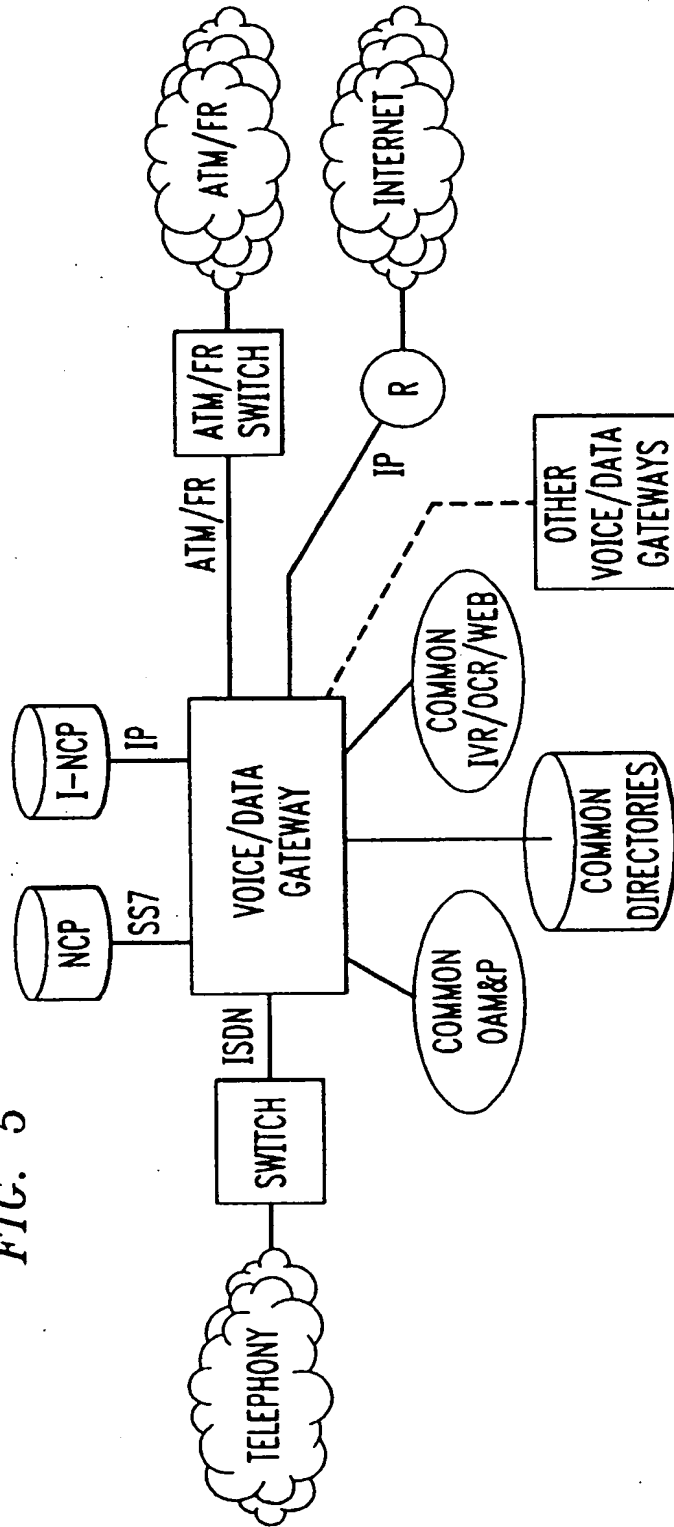 FIG. 5
TELEPHONY
SWITCH
ISDN
NCP
SS7
I-NCP
IP
VOICE/DATA
GATEWAY
ATM/FR
ATM/FR
SWITCH
ATM/FR
IP
R
INTERNET
COMMON
OAM&P
COMMON
DIRECTORIES
COMMON
IVR/OCR/WEB
OTHER
VOICE/DATA
GATEWAYS